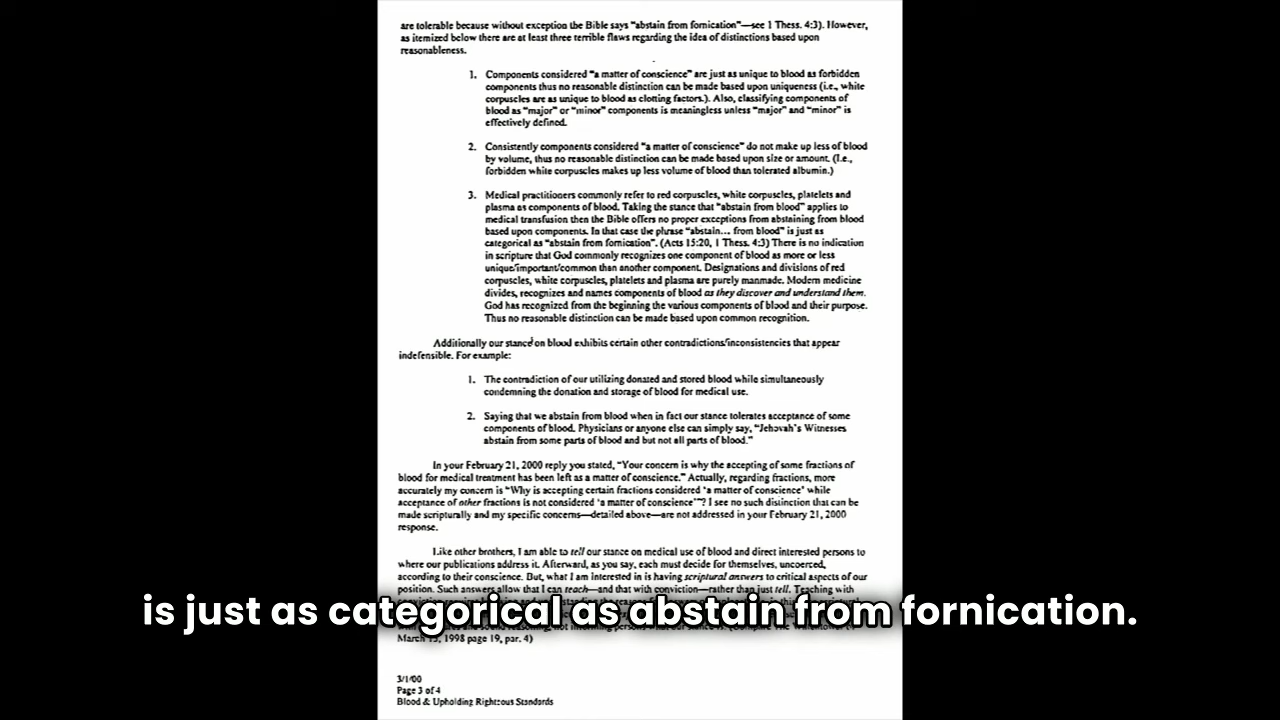 are tolerable because without exception the Bible says "abstain from fornication"—see 1 Thess. 4:3). However,
as itemized below there are at least three terrible flaws regarding the idea of distinctions based upon
reasonableness.
1. Components considered "a matter of conscience" are just as unique to blood as forbidden
components thus no reasonable distinction can be made based upon uniqueness (i.e., white
corpuscles are as unique to blood as clotting factors.). Also, classifying components of
blood as "major" or "minor" components is meaningless unless "major" and "minor" is
effectively defined.
2. Consistently components considered "a matter of conscience" do not make up less of blood
by volume, thus no reasonable distinction can be made based upon size or amount. (I.e.,
forbidden white corpuscles makes up less volume of blood than tolerated albumin.)
3. Medical practitioners commonly refer to red corpuscles, white corpuscles, platelets and
plasma as components of blood. Taking the stance that "abstain from blood" applies to
medical transfusion then the Bible offers no proper exceptions from abstaining from blood
based upon components. In that case the phrase "abstain... from blood" is just as
categorical as "abstain from fornication". (Acts 15:20, 1 Thess. 4:3) There is no indication
in scripture that God commonly recognizes one component of blood as more or less
unique/important/common than another component. Designations and divisions of red
corpuscles, white corpuscles, platelets and plasma are purely manmade. Modern medicine
divides, recognizes and names components of blood as they discover and understand them.
God has recognized from the beginning the various components of blood and their purpose.
Thus no reasonable distinction can be made based upon common recognition.
Additionally our stance on blood exhibits certain other contradictions/inconsistencies that appear
indefensible. For example:
1. The contradiction of our utilizing donated and stored blood while simultaneously
condemning the donation and storage of blood for medical use.
2. Saying that we abstain from blood when in fact our stance tolerates acceptance of some
components of blood. Physicians or anyone else can simply say, "Jehovah's Witnesses
abstain from some parts of blood and but not all parts of blood."
In your February 21, 2000 reply you stated, "Your concern is why the accepting of some fractions of
blood for medical treatment has been left as a matter of conscience." Actually, regarding fractions, more
accurately my concern is "Why is accepting certain fractions considered 'a matter of conscience' while
acceptance of other fractions is not considered 'a matter of conscience'"? I see no such distinction that can be
made scripturally and my specific concerns—detailed above—are not addressed in your February 21, 2000
response.
Like other brothers, I am able to tell our stance on medical use of blood and direct interested persons to
where our publications address it. Afterward, as you say, each must decide for themselves, uncoerced,
according to their conscience. But, what I am interested in is having scriptural answers to critical aspects of our
position. Such answers allow that I can teach—and that with conviction—rather than just tell. Teaching with
is just as categorical as abstain from fornication.
March 15, 1998 page 19, par. 4)
3/1/00
Page 3 of 4
Blood & Upholding Righteous Standards